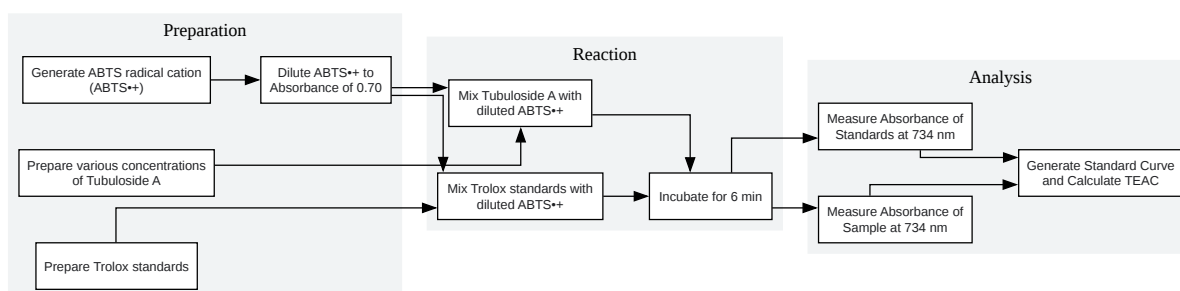 Preparation
Generate ABTS radical cation
(ABTS•+)
Dilute ABTS•+ to
Absorbance of 0.70
Prepare various concentrations
of Tubuloside A
Prepare Trolox standards
Reaction
Mix Tubuloside A with
diluted ABTS•+
Mix Trolox standards with
diluted ABTS•+
Incubate for 6 min
Analysis
Measure Absorbance of
Standards at 734 nm
Measure Absorbance of
Sample at 734 nm
Generate Standard Curve
and Calculate TEAC